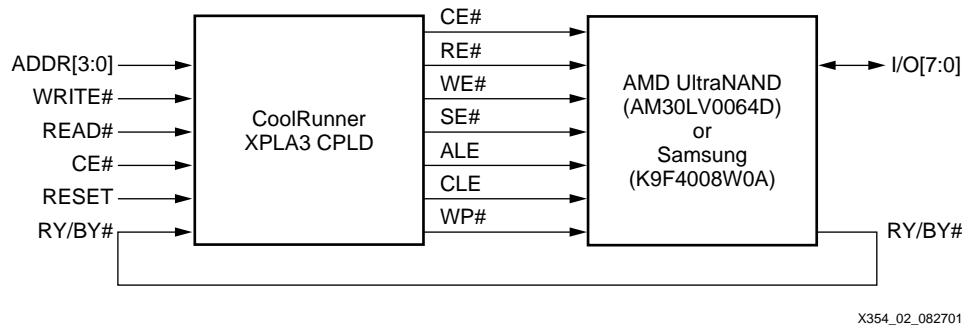 CE#
RE#
WE#
SE#
ALE
CLE
WP#
ADDR[3:0]
WRITE#
READ#
CE#
RESET
RY/BY#
CoolRunner
XPLA3 CPLD
AMD UltraNAND
(AM30LV0064D)
or
Samsung
(K9F4008W0A)
I/O[7:0]
RY/BY#
X354_02_082701